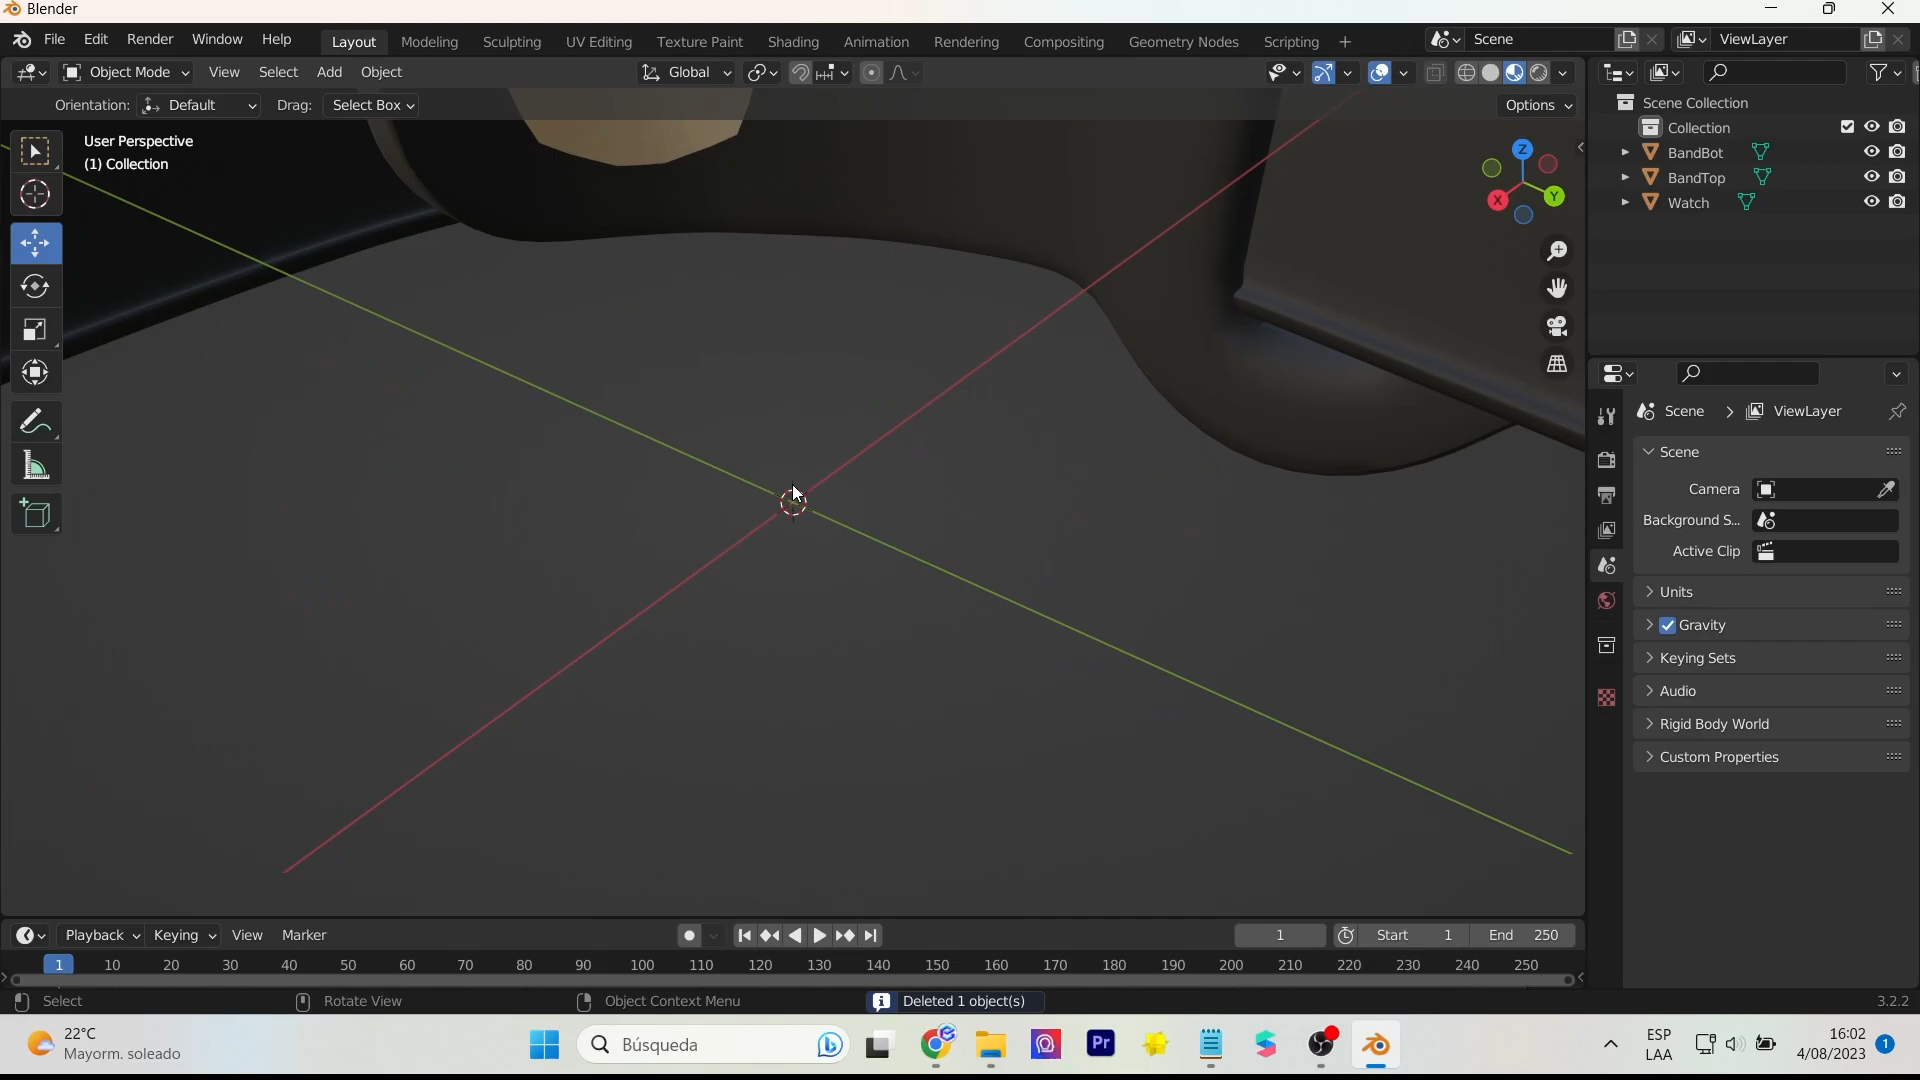 Blender
File Edit Render Window Help Layout Modeling Sculpting UV Editing Texture Paint Shading Animation Rendering Compositing Geometry Nodes Scripting + Scene ViewLayer
Object Mode View Select Add Object Global
Orientation: Default Drag: Select Box Options
User Perspective
(1) Collection
Z
Y
X
Scene Collection
Collection
BandBot
BandTop
Watch
Scene ViewLayer
Scene
Camera
Background S...
Active Clip
Units
Gravity
Keying Sets
Audio
Rigid Body World
Custom Properties
Playback Keying View Marker 1 Start 1 End 250
1 10 20 30 40 50 60 70 80 90 100 110 120 130 140 150 160 170 180 190 200 210 220 230 240 250
Select Rotate View Object Context Menu Deleted 1 object(s) 3.2.2
22°C
Mayorm. soleado
Búsqueda
Pr
ESP
LAA
16:02
4/08/2023
1